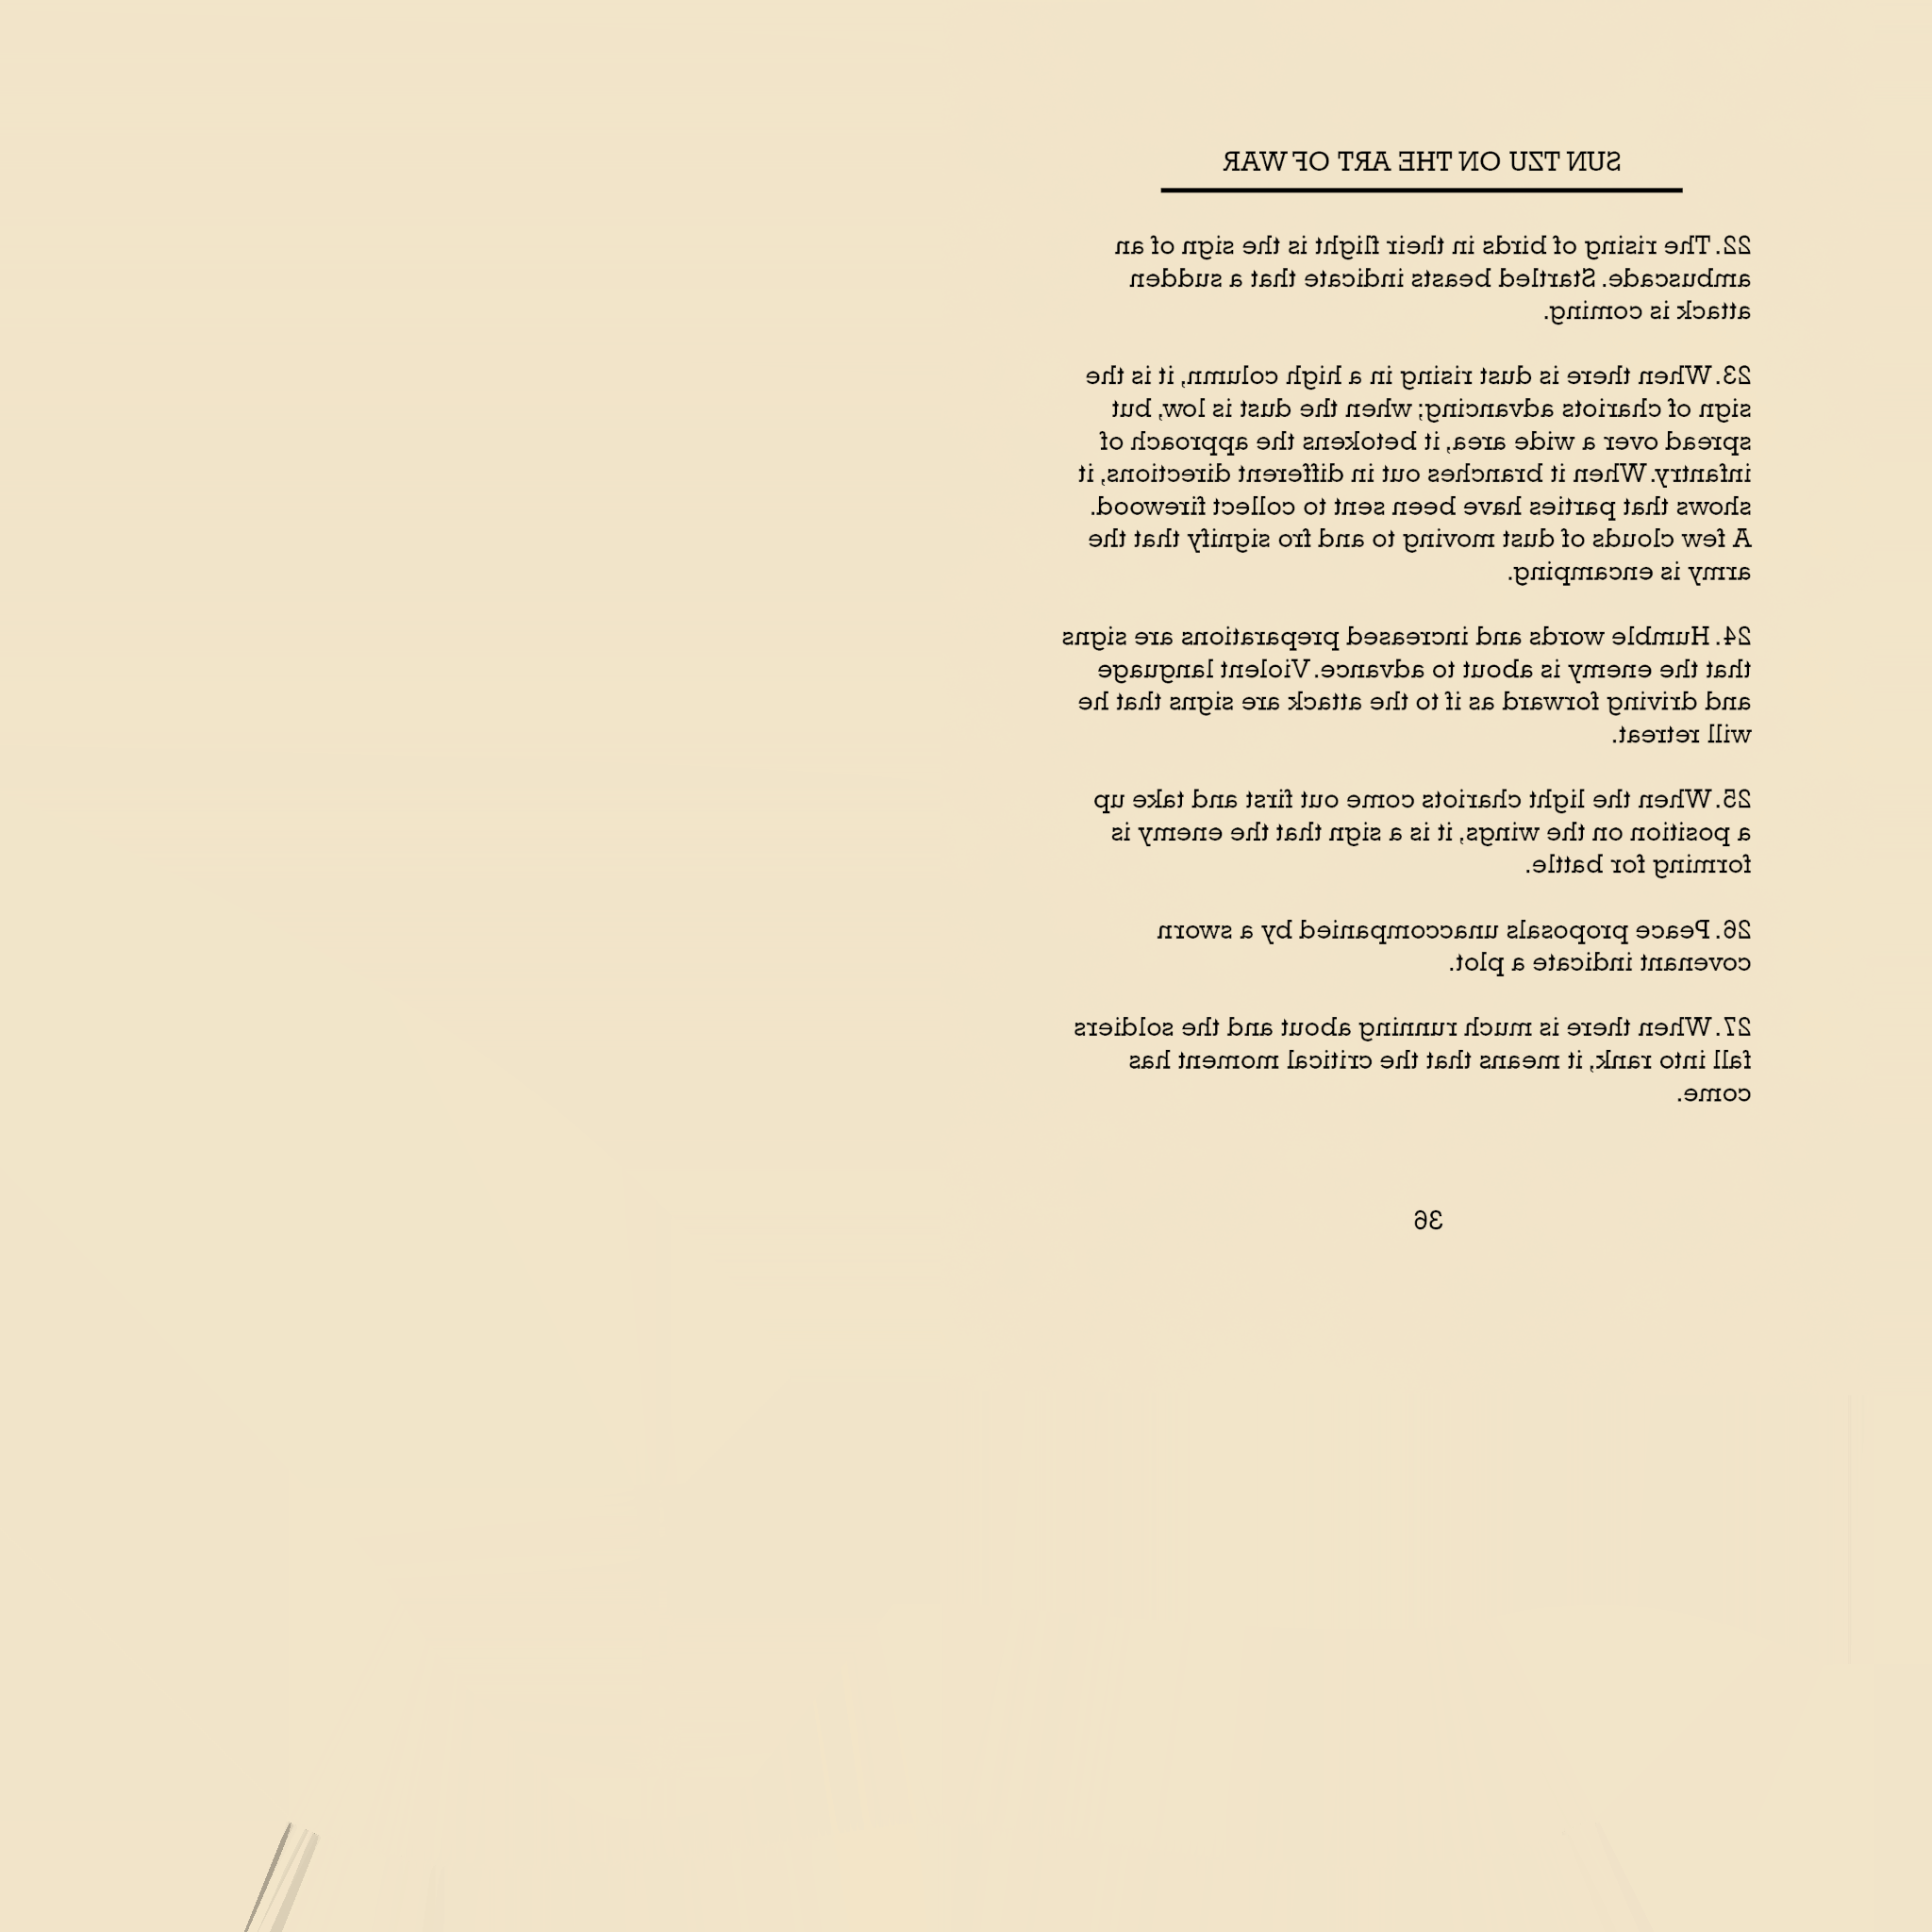 SUN TZU ON THE ART OF WAR
22. The rising of birds in their flight is the sign of an
ambuscade. Startled beasts indicate that a sudden
attack is coming.
23. When there is dust rising in a high column, it is the
sign of chariots advancing; when the dust is low, but
spread over a wide area, it betokens the approach of
infantry. When it branches out in different directions, it
shows that parties have been sent to collect firewood.
A few clouds of dust moving to and fro signify that the
army is encamping.
24. Humble words and increased preparations are signs
that the enemy is about to advance. Violent language
and driving forward as if to the attack are signs that he
will retreat.
25. When the light chariots come out first and take up
a position on the wings, it is a sign that the enemy is
forming for battle.
26. Peace proposals unaccompanied by a sworn
covenant indicate a plot.
27. When there is much running about and the soldiers
fall into rank, it means that the critical moment has
come.
36